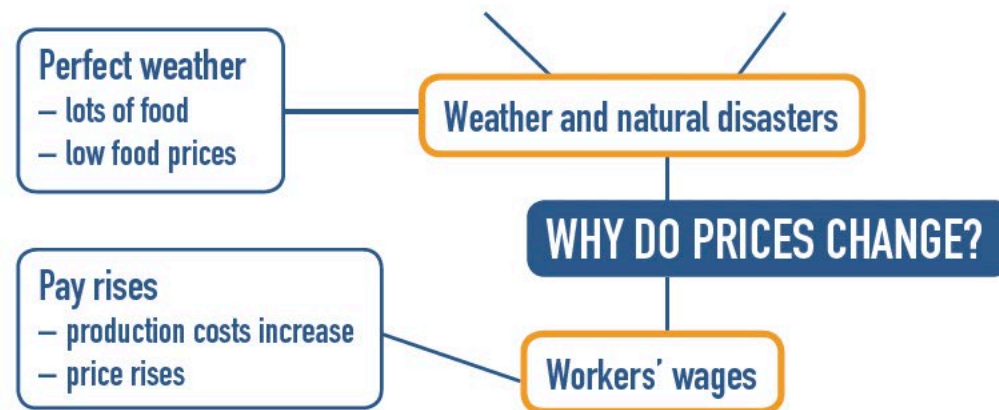 Perfect weather
– lots of food
– low food prices
Weather and natural disasters
WHY DO PRICES CHANGE?
Pay rises
– production costs increase
– price rises
Workers’ wages